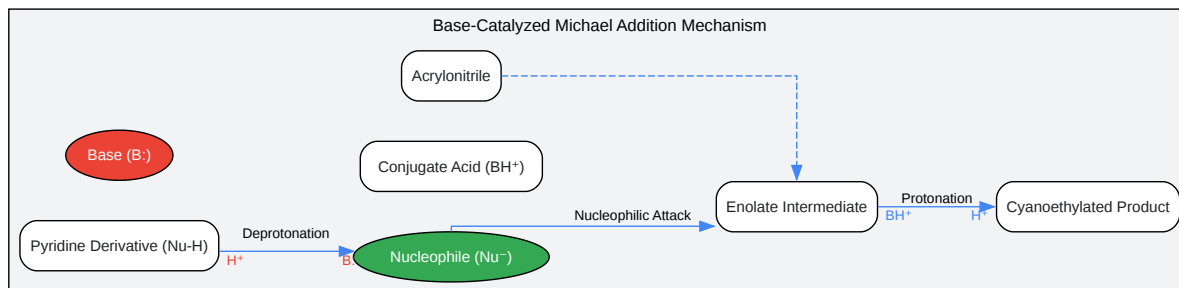 Base-Catalyzed Michael Addition Mechanism
Acrylonitrile
Base (B:)
Conjugate Acid (BH⁺)
Pyridine Derivative (Nu-H)
Deprotonation
H⁺
B:
Nucleophile (Nu⁻)
Nucleophilic Attack
Enolate Intermediate
Protonation
BH⁺
H⁺
Cyanoethylated Product